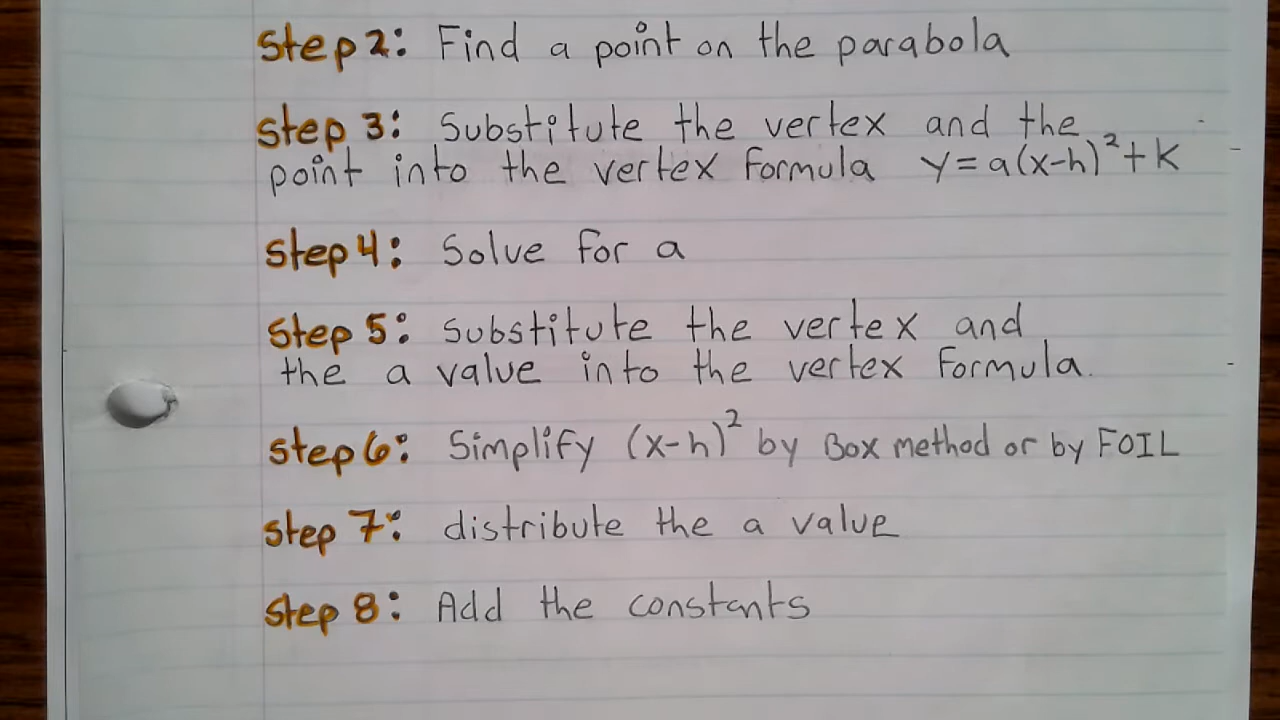 Step 2: Find a point on the parabola
Step 3: Substitute the vertex and the
point into the vertex formula y=a(x-h)²+k
Step 4: Solve for a
Step 5: Substitute the vertex and
the a value into the vertex formula.
Step 6: Simplify (x-h)² by Box method or by FOIL
Step 7: distribute the a value
Step 8: Add the constants